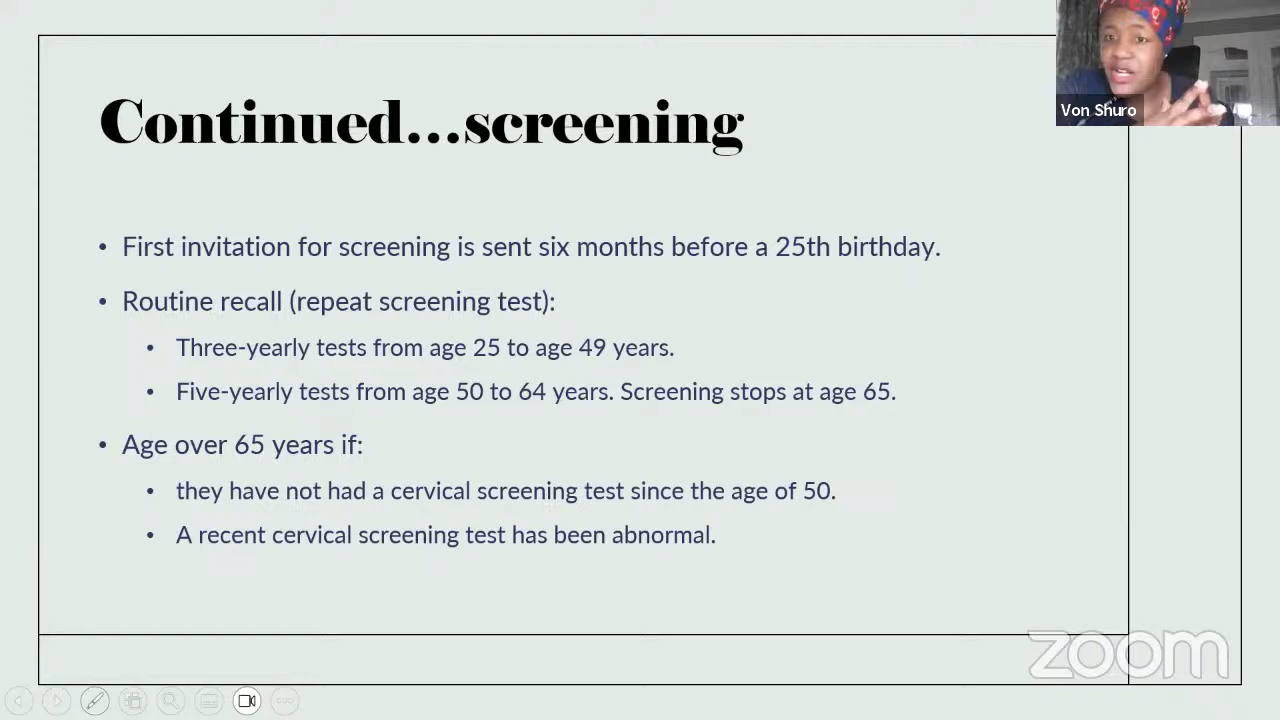 Von Shuro
Continued...screening
• First invitation for screening is sent six months before a 25th birthday.
• Routine recall (repeat screening test):
• Three-yearly tests from age 25 to age 49 years.
• Five-yearly tests from age 50 to 64 years. Screening stops at age 65.
• Age over 65 years if:
• they have not had a cervical screening test since the age of 50.
• A recent cervical screening test has been abnormal.
zoom